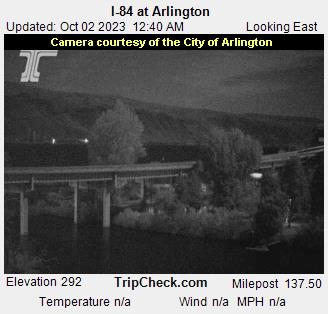 I-84 at Arlington
Updated: Oct 02 2023 12:40 AM Looking East
Camera courtesy of the City of Arlington
Elevation 292 TripCheck.com Milepost 137.50
Temperature n/a Wind n/a MPH n/a